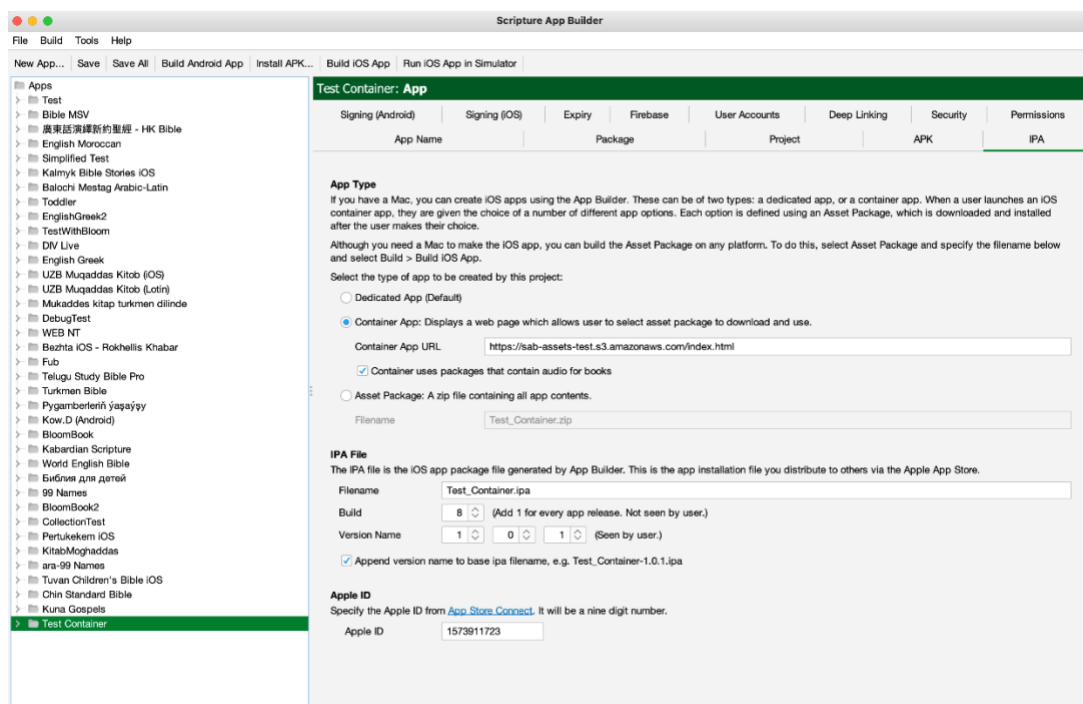 Scripture App Builder
File Build Tools Help
New App... Save Save All Build Android App Install APK... Build iOS App Run iOS App in Simulator
Apps
Test
Bible MSV
廣東話演繹新約聖經 - HK Bible
English Moroccan
Simplified Test
Kalmyk Bible Stories iOS
Balochi Mestag Arabic-Latin
Toddler
EnglishGreek2
TestWithBloom
DIV Live
English Greek
UZB Muqaddas Kitob (iOS)
UZB Muqaddas Kitob (Lotin)
Mukaddes kitap turkmen dilinde
DebugTest
WEB NT
Bezhta iOS - Rokhellis Khabar
Fub
Telugu Study Bible Pro
Turkmen Bible
Pygamberleriň ýaşaýşy
Kow.D (Android)
BloomBook
Kabardian Scripture
World English Bible
Библия для детей
99 Names
BloomBook2
CollectionTest
Pertukekem iOS
KitabMoghaddas
ara-99 Names
Tuvan Children's Bible iOS
Chin Standard Bible
Kuna Gospels
Test Container
Test Container: App
Signing (Android) Signing (iOS) Expiry Firebase User Accounts Deep Linking Security Permissions
App Name Package Project APK IPA
App Type
If you have a Mac, you can create iOS apps using the App Builder. These can be of two types: a dedicated app, or a container app. When a user launches an iOS
container app, they are given the choice of a number of different app options. Each option is defined using an Asset Package, which is downloaded and installed
after the user makes their choice.
Although you need a Mac to make the iOS app, you can build the Asset Package on any platform. To do this, select Asset Package and specify the filename below
and select Build > Build iOS App.
Select the type of app to be created by this project:
Dedicated App (Default)
Container App: Displays a web page which allows user to select asset package to download and use.
Container App URL https://sab-assets-test.s3.amazonaws.com/index.html
Container uses packages that contain audio for books
Asset Package: A zip file containing all app contents.
Filename Test_Container.zip
IPA File
The IPA file is the iOS app package file generated by App Builder. This is the app installation file you distribute to others via the Apple App Store.
Filename Test_Container.ipa
Build 8 (Add 1 for every app release. Not seen by user.)
Version Name 1 0 1 (Seen by user.)
Append version name to base ipa filename, e.g. Test_Container-1.0.1.ipa
Apple ID
Specify the Apple ID from App Store Connect. It will be a nine digit number.
Apple ID 1573911723